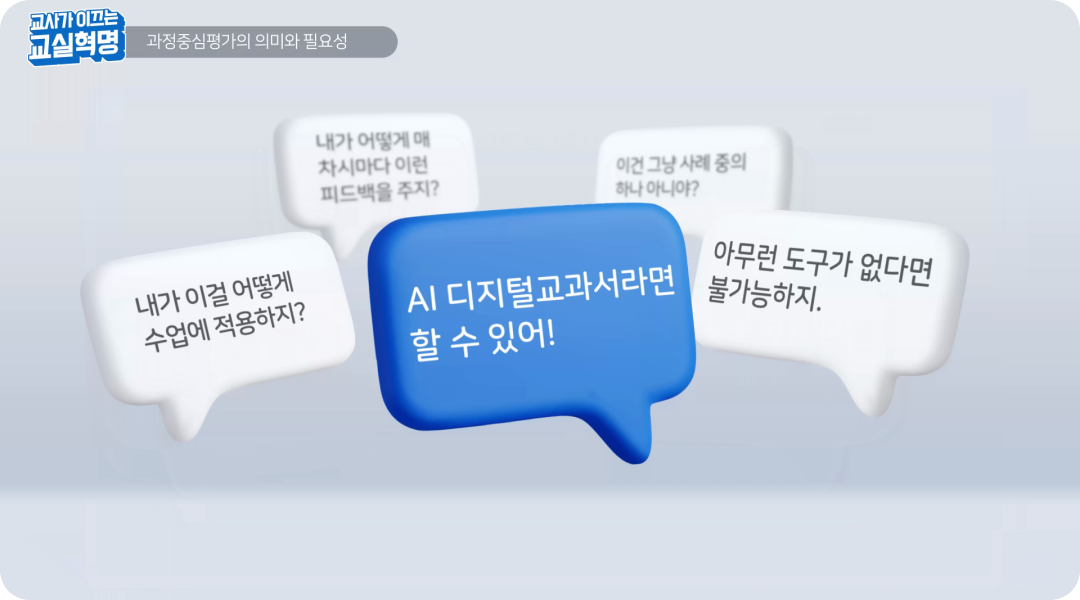 교사가 이끄는
교실혁명
과정중심평가의 의미와 필요성
내가 어떻게 매
차시마다 이런
피드백을 주지?
이건 그냥 사례 중의
하나 아니야?
내가 이걸 어떻게
수업에 적용하지?
AI 디지털교과서라면
할 수 있어!
아무런 도구가 없다면
불가능하지.